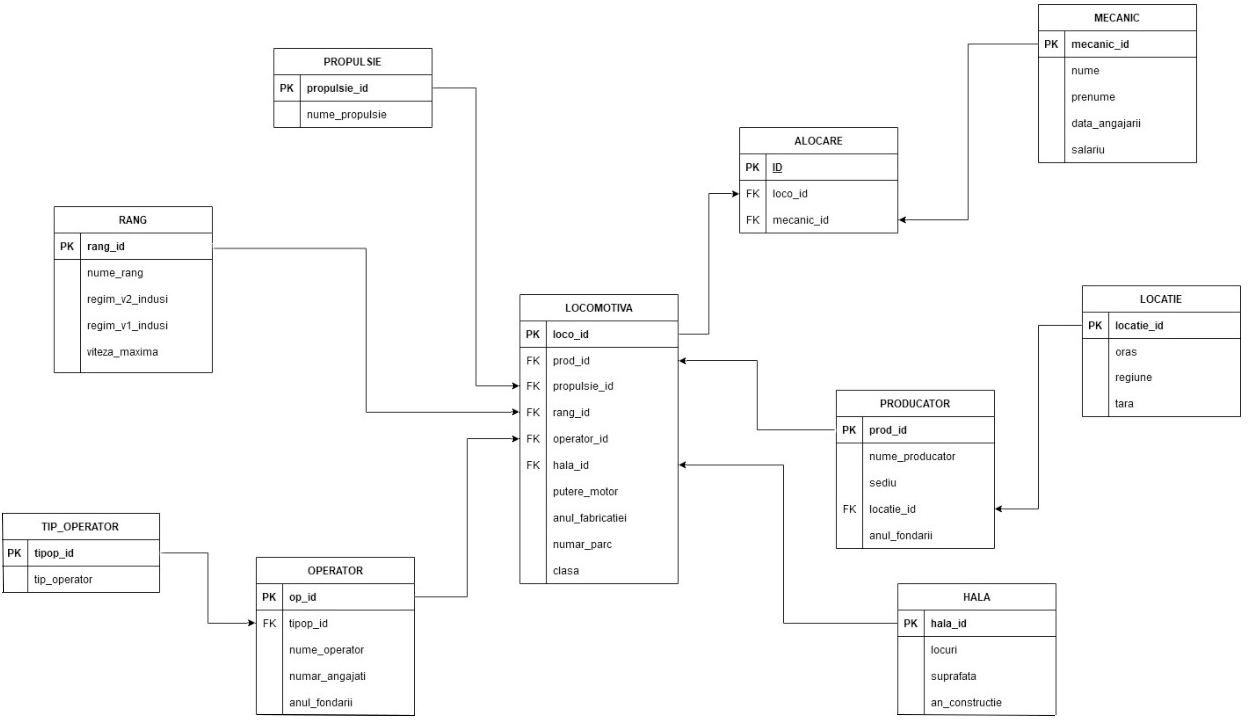 MECANIC
PK mecanic_id
nume
prenume
data_angajarii
salariu
PROPULSIE
PK propulsie_id
nume_propulsie
ALOCARE
PK ID
FK loco_id
FK mecanic_id
RANG
PK rang_id
nume_rang
regim_v2_indusi
regim_v1_indusi
viteza_maxima
LOCOMOTIVA
PK loco_id
FK prod_id
FK propulsie_id
FK rang_id
FK operator_id
FK hala_id
putere_motor
anul_fabricatiei
numar_parc
clasa
LOCATIE
PK locatie_id
oras
regiune
tara
PRODUCATOR
PK prod_id
nume_producator
sediu
FK locatie_id
anul_fondarii
TIP_OPERATOR
PK tipop_id
tip_operator
OPERATOR
PK op_id
FK tipop_id
nume_operator
numar_angajati
anul_fondarii
HALA
PK hala_id
locuri
suprafata
an_constructie